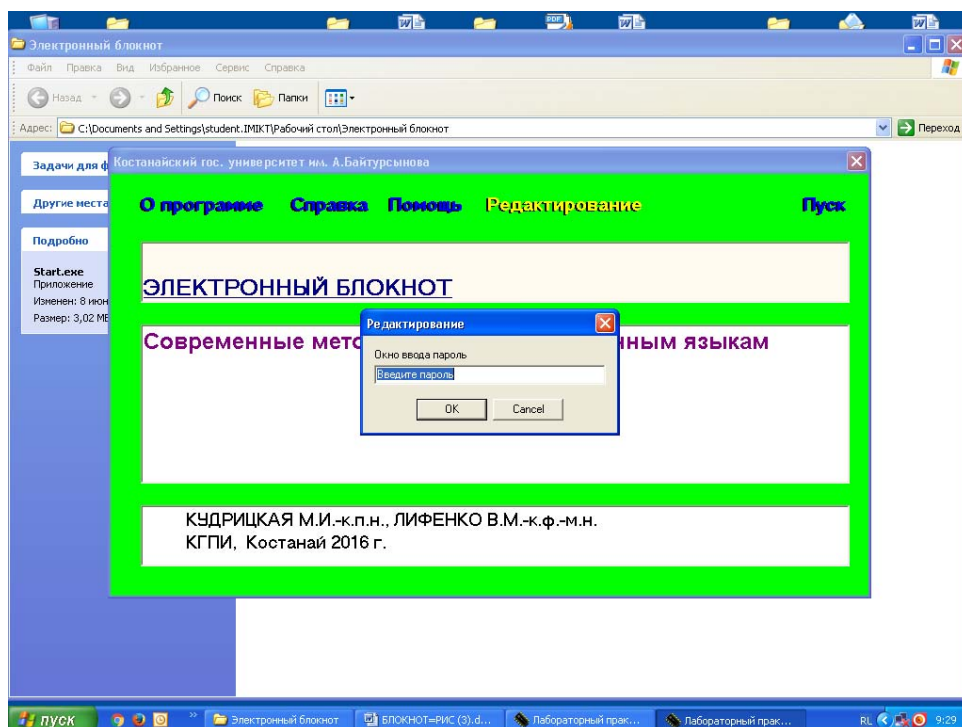 Электронный блокнот
Файл Правка Вид Избранное Сервис Справка
Назад Поиск Папки
Адрес: C:\Documents and Settings\student.IMIKT\Рабочий стол\Электронный блокнот Переход
Задачи для ф
Другие места
Подробно
Start.exe
Приложение
Изменен: 8 июн
Размер: 3,02 МБ
Костанайский гос. университет им. А.Байтурсынова
О программе Справка Помощь Редактирование Пуск
ЭЛЕКТРОННЫЙ БЛОКНОТ
Современные мето нным языкам
Редактирование
Окно ввода пароль
Введите пароль
OK Cancel
КУДРИЦКАЯ М.И.-к.п.н., ЛИФЕНКО В.М.-к.ф.-м.н.
КГПИ, Костанай 2016 г.
пуск Электронный блокнот БЛОКНОТ=РИС (3).d... Лабораторный прак... Лабораторный прак... RL 9:29